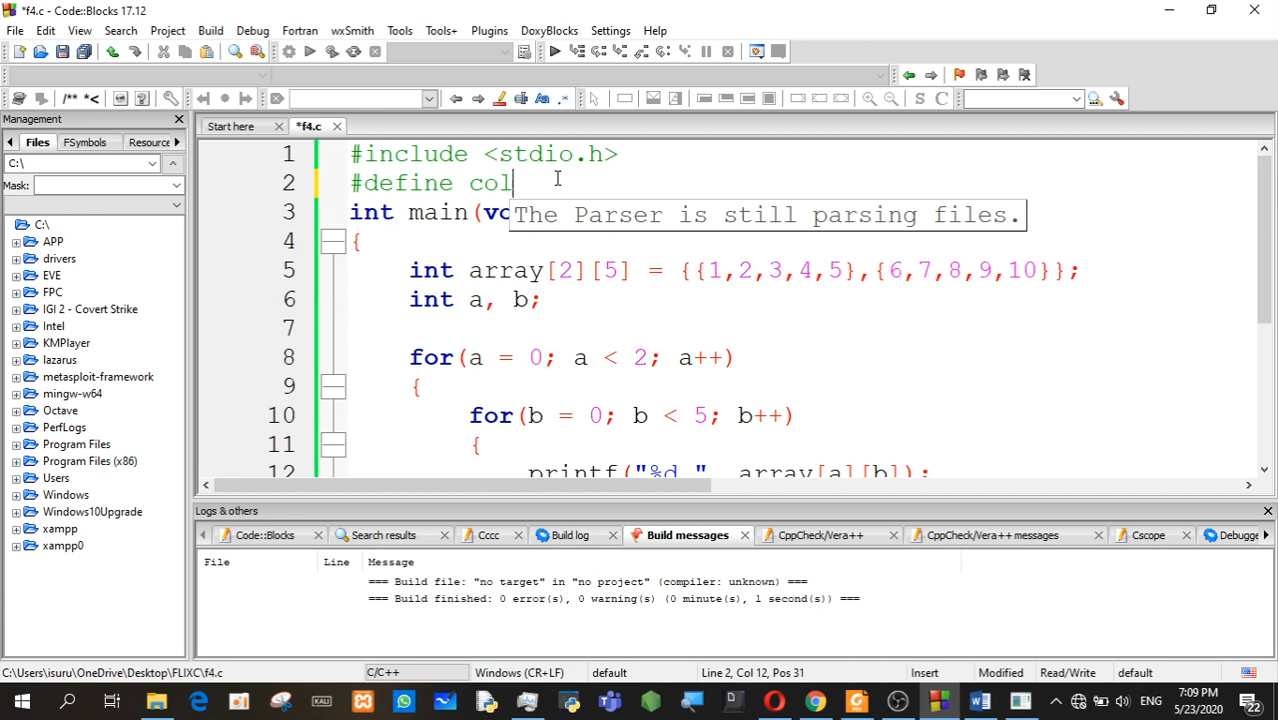 *f4.c - Code::Blocks 17.12
File Edit View Search Project Build Debug Fortran wxSmith Tools Tools+ Plugins DoxyBlocks Settings Help
/** *<
S C
Management
Files FSymbols Resource
C:\
Mask:
C:\
APP
drivers
EVE
FPC
IGI 2 - Covert Strike
Intel
KMPlayer
lazarus
metasploit-framework
mingw-w64
Octave
PerfLogs
Program Files
Program Files (x86)
Users
Windows
Windows10Upgrade
xampp
xampp0
Start here *f4.c
1 #include <stdio.h>
2 #define col
3 int main(vo
The Parser is still parsing files.
4 {
5 int array[2][5] = {{1,2,3,4,5},{6,7,8,9,10}};
6 int a, b;
7
8 for(a = 0; a < 2; a++)
9 {
10 for(b = 0; b < 5; b++)
11 {
12 printf("%d " array[a][b]);
Logs & others
Code::Blocks Search results Cccc Build log Build messages CppCheck/Vera++ CppCheck/Vera++ messages Cscope Debugge
File Line Message
=== Build file: "no target" in "no project" (compiler: unknown) ===
=== Build finished: 0 error(s), 0 warning(s) (0 minute(s), 1 second(s)) ===
C:\Users\isuru\OneDrive\Desktop\FLIXC\f4.c C/C++ Windows (CR+LF) default Line 2, Col 12, Pos 31 Insert Modified Read/Write default
KALI
ENG
7:09 PM
5/23/2020
22